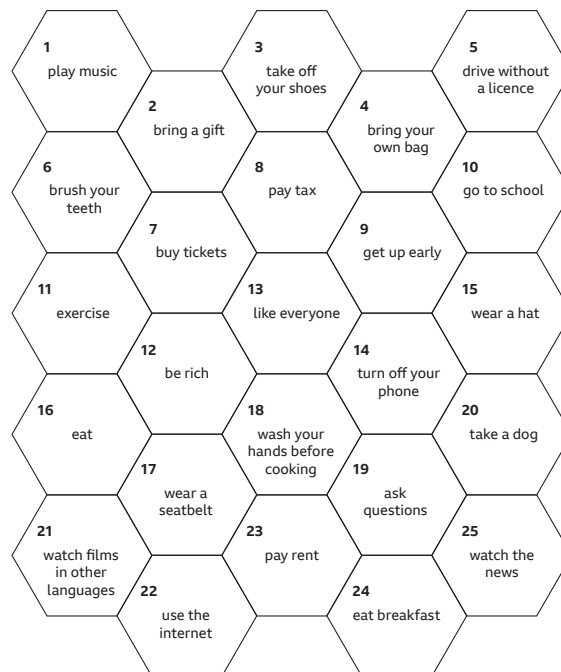 1
play music
2
bring a gift
3
take off
your shoes
4
bring your
own bag
5
drive without
a licence
6
brush your
teeth
7
buy tickets
8
pay tax
9
get up early
10
go to school
11
exercise
12
be rich
13
like everyone
14
turn off your
phone
15
wear a hat
16
eat
17
wear a
seatbelt
18
wash your
hands before
cooking
19
ask
questions
20
take a dog
21
watch films
in other
languages
22
use the
internet
23
pay rent
24
eat breakfast
25
watch the
news